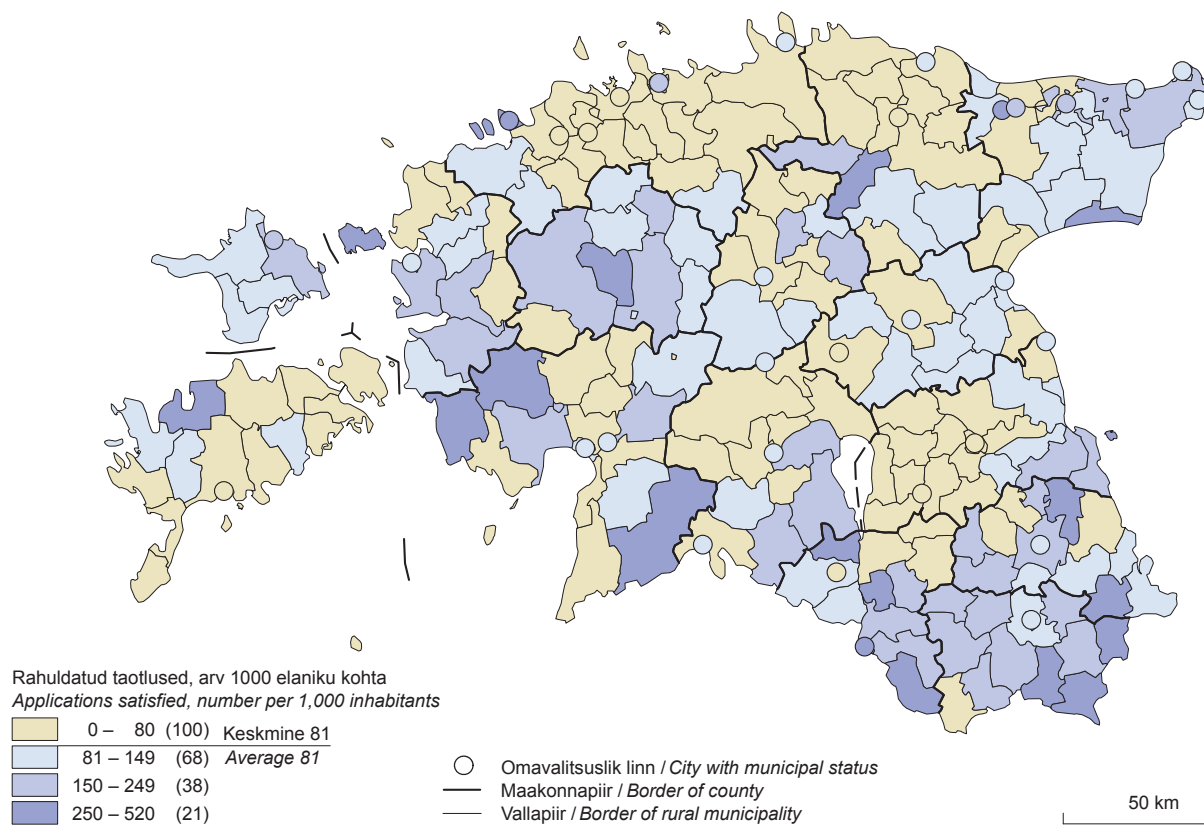 Rahuldatud taotlused, arv 1000 elaniku kohta
Applications satisfied, number per 1,000 inhabitants
0 – 80 (100) Keskmine 81
81 – 149 (68) Average 81
150 – 249 (38)
250 – 520 (21)
Omavalitsuslik linn / City with municipal status
Maakonnapiir / Border of county
Vallapiir / Border of rural municipality
50 km